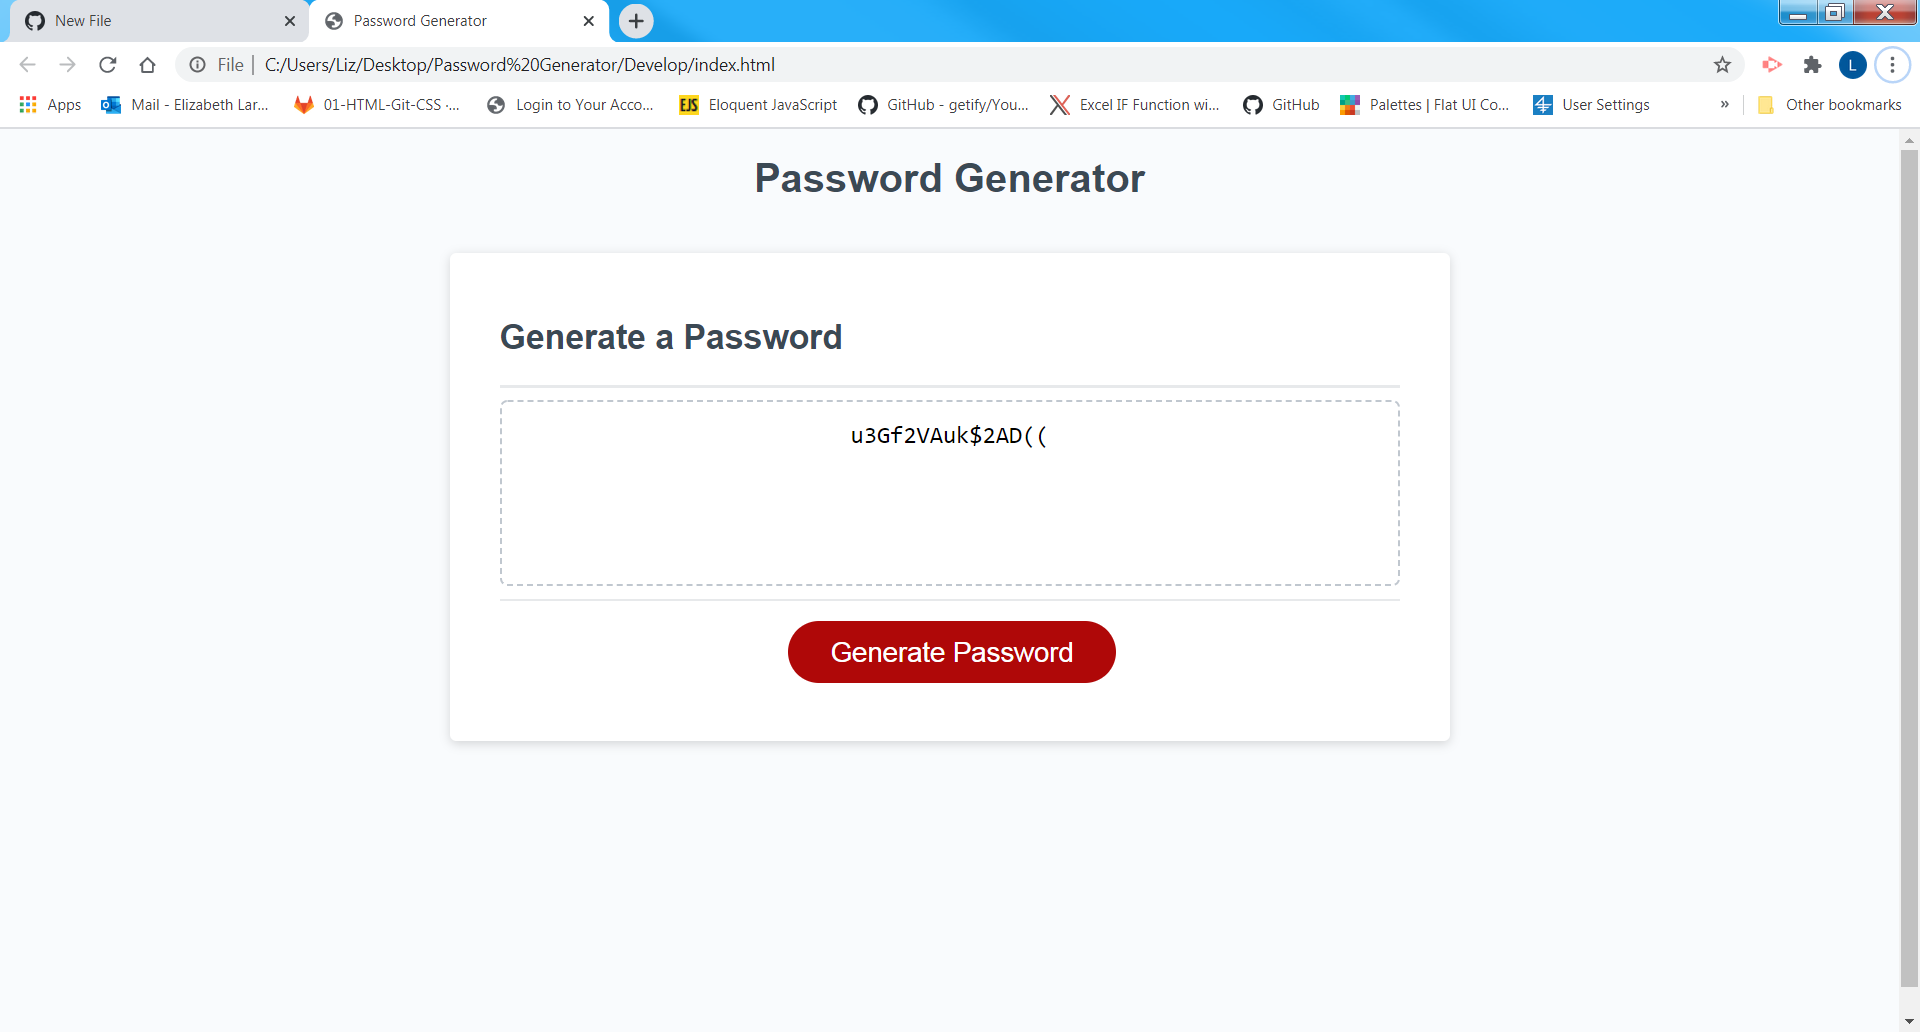 New File
Password Generator
File
C:/Users/Liz/Desktop/Password%20Generator/Develop/index.html
L
Apps
Mail - Elizabeth Lar...
01-HTML-Git-CSS ·...
Login to Your Acco...
EJS
Eloquent JavaScript
GitHub - getify/You...
Excel IF Function wi...
GitHub
Palettes | Flat UI Co...
User Settings
»
Other bookmarks
Password Generator
Generate a Password
u3Gf2VAuk$2AD((
Generate Password